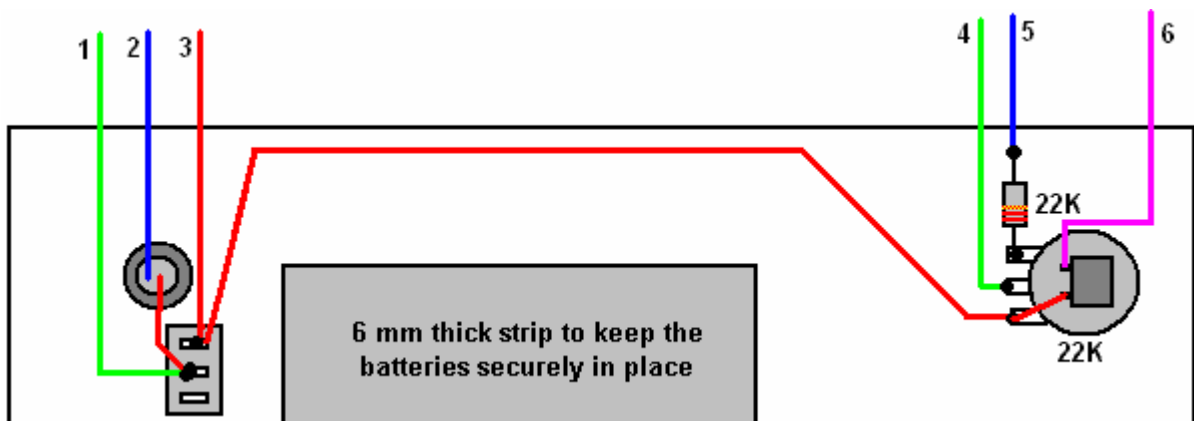 1 2 3 4 5 6
22K
6 mm thick strip to keep the
batteries securely in place
22K